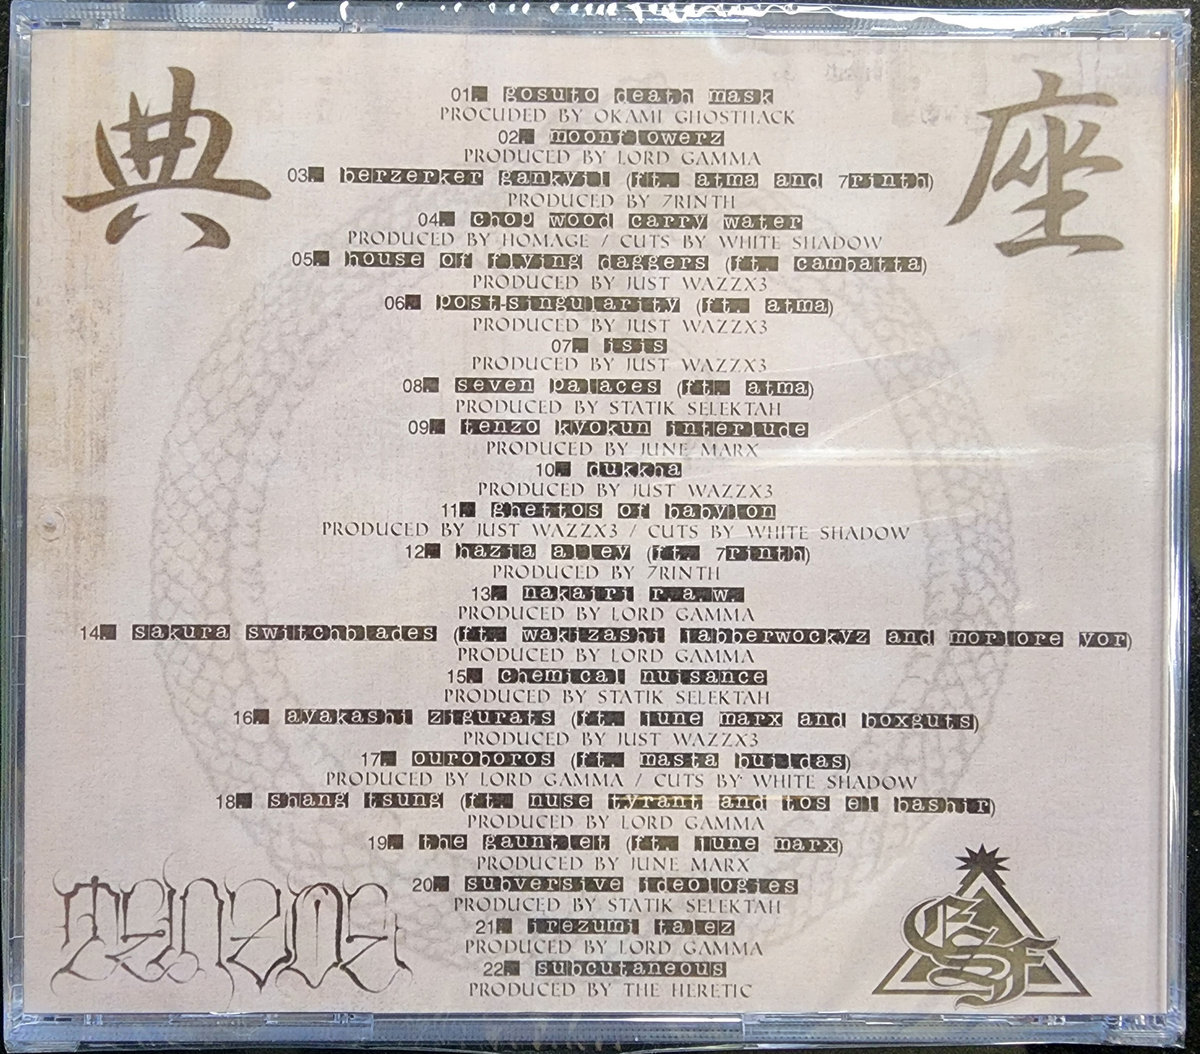 典 座
01. gosuto death mask
PROCUDED BY OKAMI GHOSTHACK
02. moonflowerz
PRODUCED BY LORD GAMMA
03. berzerker gankyil (ft. atma and 7rinth)
PRODUCED BY 7RINTH
04. chop wood carry water
PRODUCED BY HOMAGE / CUTS BY WHITE SHADOW
05. house of flying daggers (ft. cambatta)
PRODUCED BY JUST WAZZX3
06. post-singularity (ft. atma)
PRODUCED BY JUST WAZZX3
07. isis
PRODUCED BY JUST WAZZX3
08. seven palaces (ft. atma)
PRODUCED BY STATIK SELEKTAH
09. tenzo kyokun interlude
PRODUCED BY JUNE MARX
10. dukkha
PRODUCED BY JUST WAZZX3
11. ghettos of babylon
PRODUCED BY JUST WAZZX3 / CUTS BY WHITE SHADOW
12. hazia alley (ft. 7rinth)
PRODUCED BY 7RINTH
13. nakairi r.a.w.
PRODUCED BY LORD GAMMA
14. sakura switchblades (ft. wakizashi jabberwockyz and morlore yor)
PRODUCED BY LORD GAMMA
15. chemical nuisance
PRODUCED BY STATIK SELEKTAH
16. ayakashi zigurats (ft. june marx and boxguts)
PRODUCED BY JUST WAZZX3
17. ouroboros (ft. masta buildas)
PRODUCED BY LORD GAMMA / CUTS BY WHITE SHADOW
18. shang tsung (ft. nuse tyrant and tos el bashir)
PRODUCED BY LORD GAMMA
19. the gauntlet (ft. june marx)
PRODUCED BY JUNE MARX
20. subversive ideologies
PRODUCED BY STATIK SELEKTAH
21. irezumi talez
PRODUCED BY LORD GAMMA
22. subcutaneous
PRODUCED BY THE HERETIC
ESF